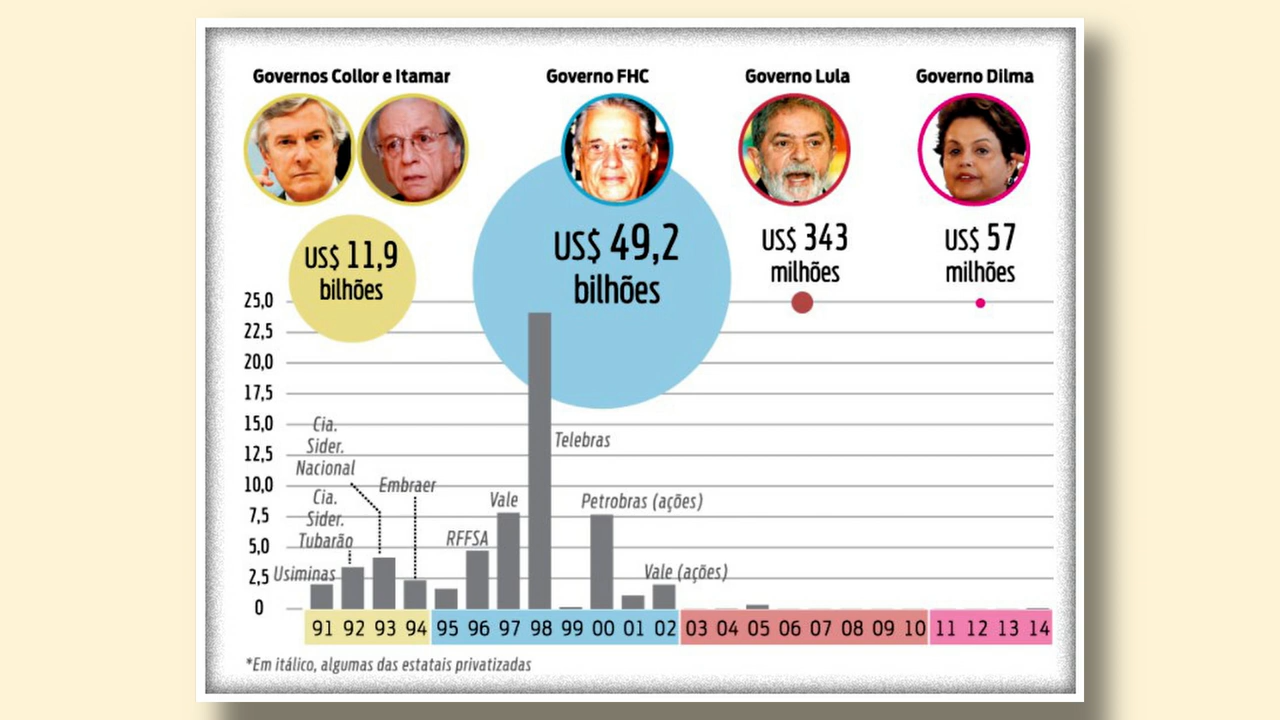 Governos Collor e Itamar
Governo FHC
Governo Lula
Governo Dilma
US$ 11,9
bilhões
US$ 49,2
bilhões
US$ 343
milhões
US$ 57
milhões
25,0
22,5
20,0
17,5
15,0
12,5
10,0
7,5
5,0
2,5
0
Cia.
Sider.
Nacional
Cia.
Sider.
Tubarão
Usiminas
Embraer
RFFSA
Vale
Telebras
Petrobras (ações)
Vale (ações)
91 92 93 94 95 96 97 98 99 00 01 02 03 04 05 06 07 08 09 10 11 12 13 14
*Em itálico, algumas das estatais privatizadas